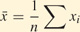 x̄ = 1/n ∑ xᵢ